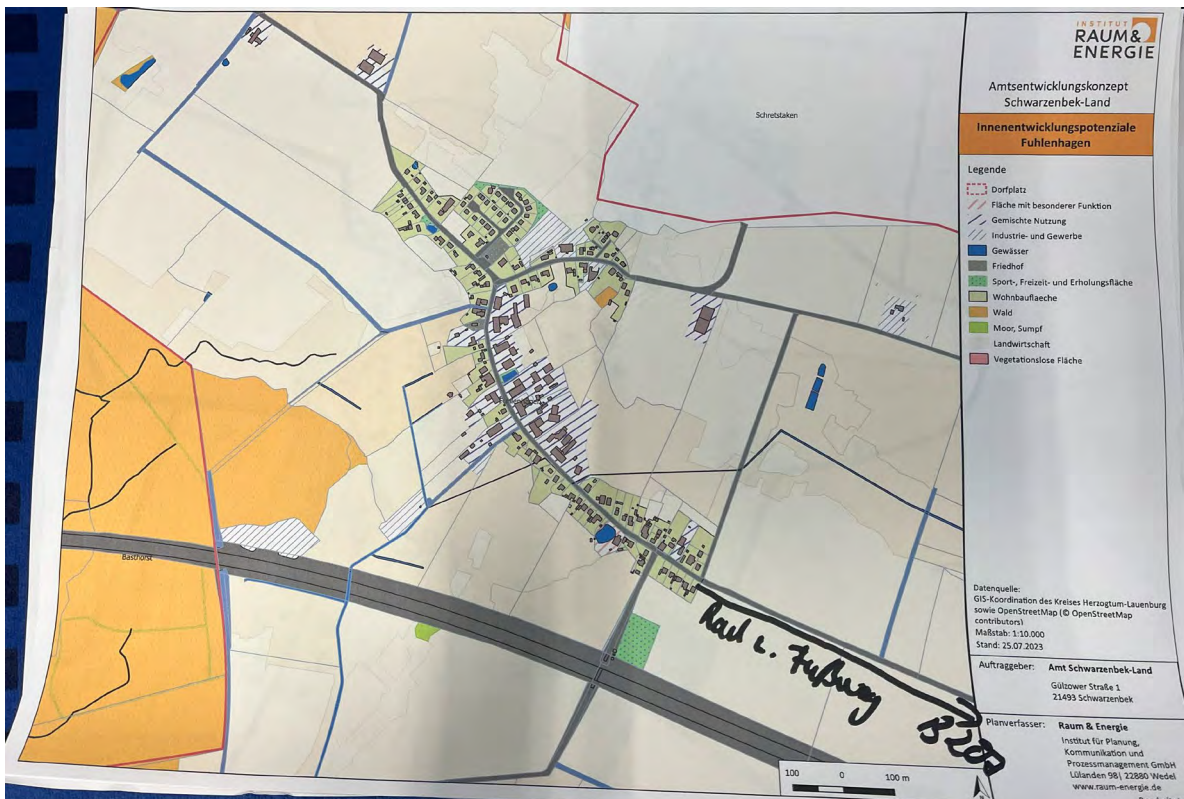 INSTITUT
RAUM&
ENERGIE
Amtsentwicklungskonzept
Schwarzenbek-Land
Innenentwicklungspotenziale
Fuhlenhagen
Legende
Dorfplatz
Fläche mit besonderer Funktion
Gemischte Nutzung
Industrie- und Gewerbe
Gewässer
Friedhof
Sport-, Freizeit- und Erholungsfläche
Wohnbauflaeche
Wald
Moor, Sumpf
Landwirtschaft
Vegetationslose Fläche
Schretstaken
Basthorst
Rad u. Fußweg
B 207
Datenquelle:
GIS-Koordination des Kreises Herzogtum-Lauenburg
sowie OpenStreetMap (© OpenStreetMap
contributors)
Maßstab: 1:10.000
Stand: 25.07.2023
Auftraggeber: Amt Schwarzenbek-Land
Gülzower Straße 1
21493 Schwarzenbek
Planverfasser: Raum & Energie
Institut für Planung,
Kommunikation und
Prozessmanagement GmbH
Lülanden 98| 22880 Wedel
www.raum-energie.de
100 0 100 m